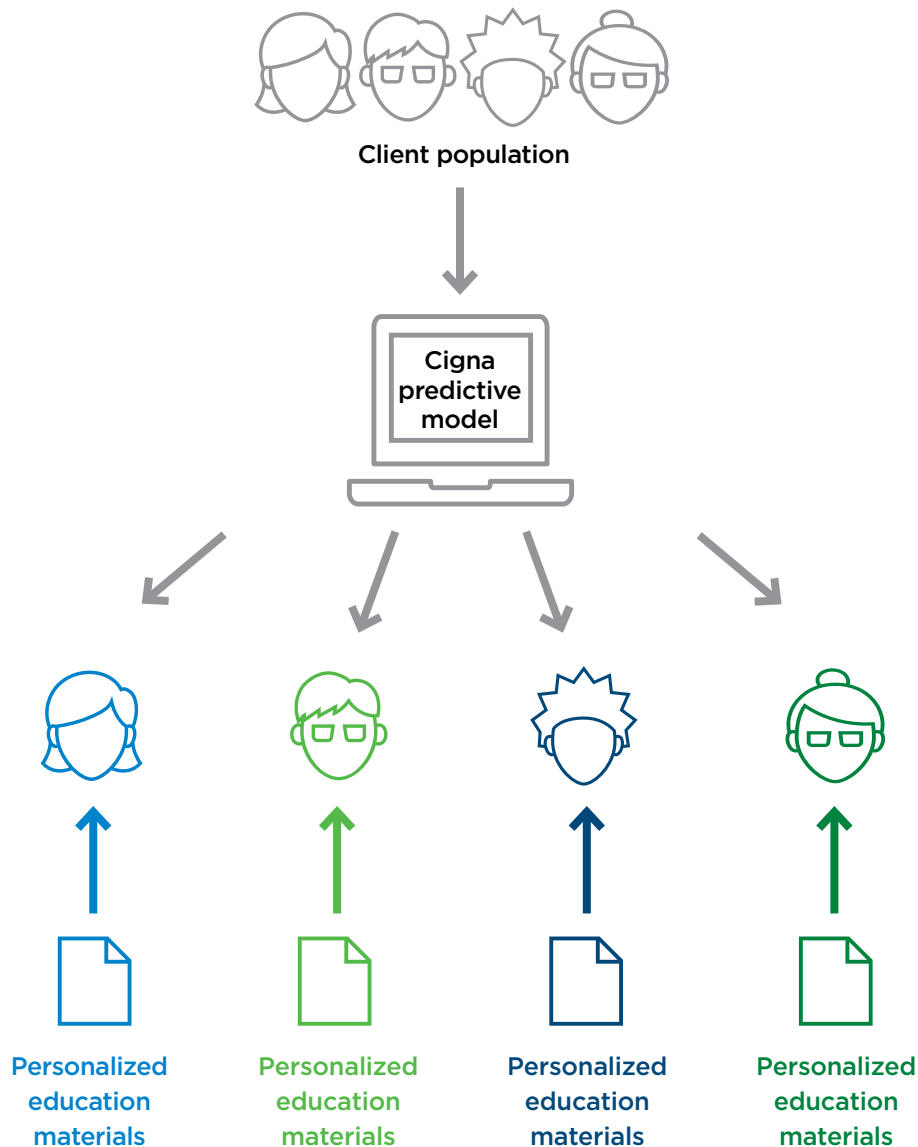 Client population
Cigna
predictive
model
Personalized
education
materials
Personalized
education
materials
Personalized
education
materials
Personalized
education
materials